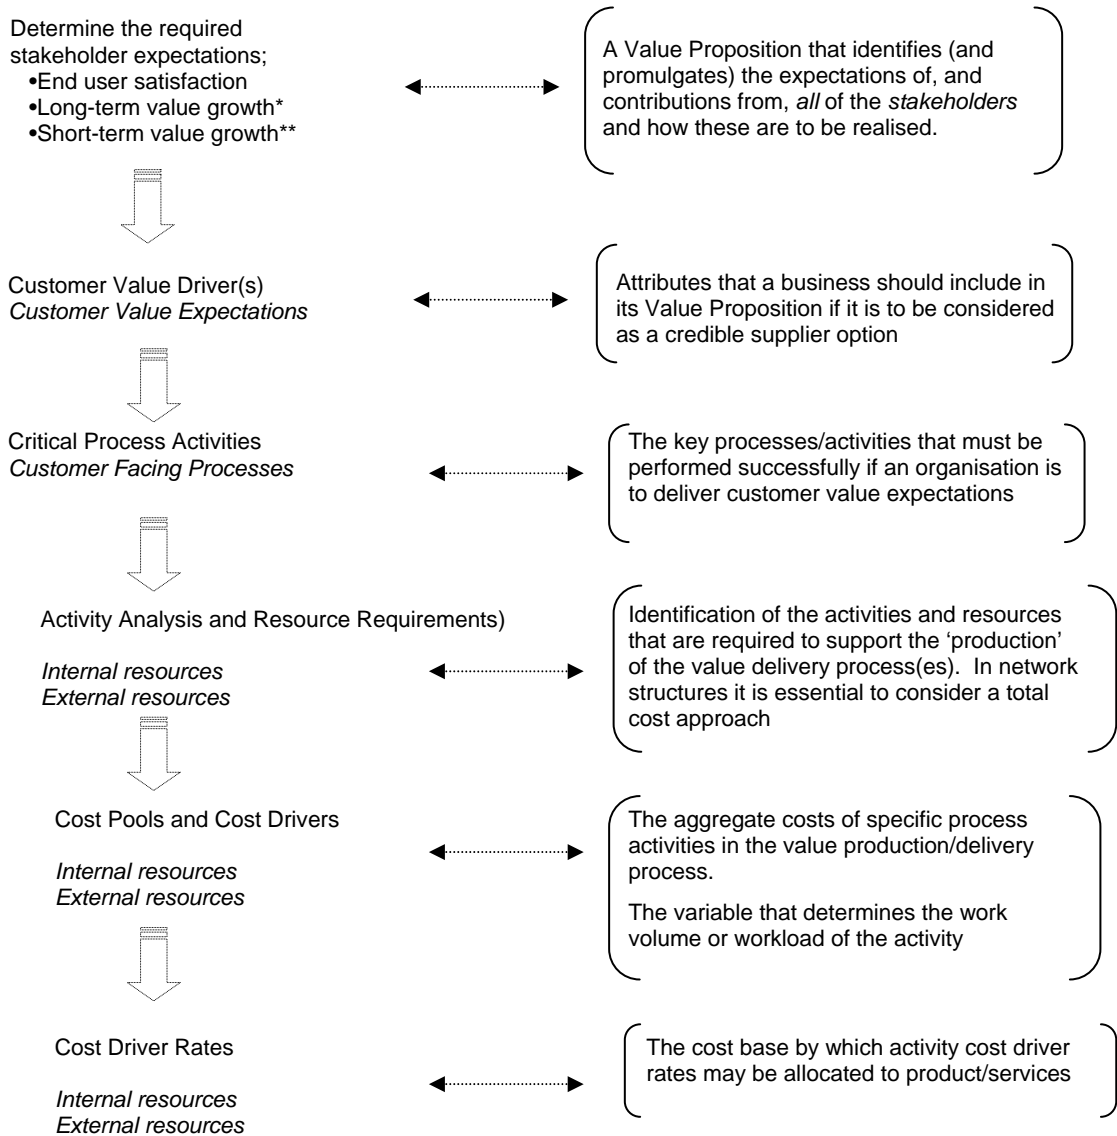 Determine the required
stakeholder expectations;
•End user satisfaction
•Long-term value growth*
•Short-term value growth**
A Value Proposition that identifies (and
promulgates) the expectations of, and
contributions from, all of the stakeholders
and how these are to be realised.
Customer Value Driver(s)
Customer Value Expectations
Attributes that a business should include in
its Value Proposition if it is to be considered
as a credible supplier option
Critical Process Activities
Customer Facing Processes
The key processes/activities that must be
performed successfully if an organisation is
to deliver customer value expectations
Activity Analysis and Resource Requirements)
Internal resources
External resources
Identification of the activities and resources
that are required to support the ‘production’
of the value delivery process(es).  In network
structures it is essential to consider a total
cost approach
Cost Pools and Cost Drivers
Internal resources
External resources
The aggregate costs of specific process
activities in the value production/delivery
process.
The variable that determines the work
volume or workload of the activity
Cost Driver Rates
Internal resources
External resources
The cost base by which activity cost driver
rates may be allocated to product/services